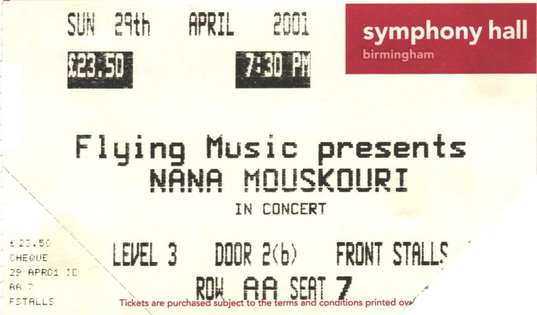 SUN 29th APRIL 2001
symphony hall
birmingham
£23.50 7:30 PM
Flying Music presents
NANA MOUSKOURI
IN CONCERT
LEVEL 3 DOOR 2(b) FRONT STALLS
ROW AA SEAT 7
Tickets are purchased subject to the terms and conditions printed
£23.50
CHEQUE
29 APR01 IE
AA 7
FSTALLS